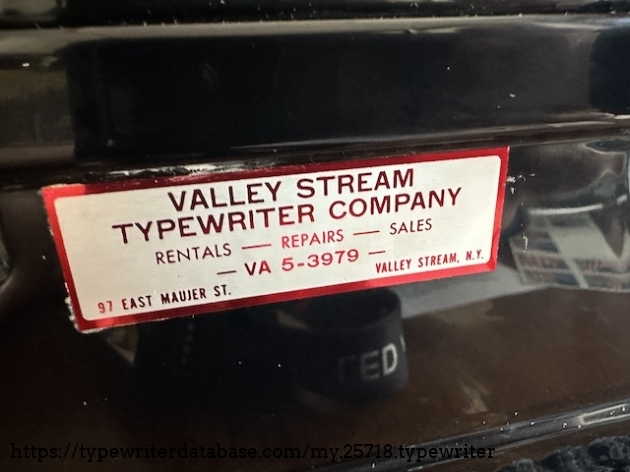 VALLEY STREAM
TYPEWRITER COMPANY
RENTALS — REPAIRS — SALES
— VA 5-3979 —
97 EAST MAUJER ST. VALLEY STREAM, N.Y.
TED
https://typewriterdatabase.com/my.25718.typewriter